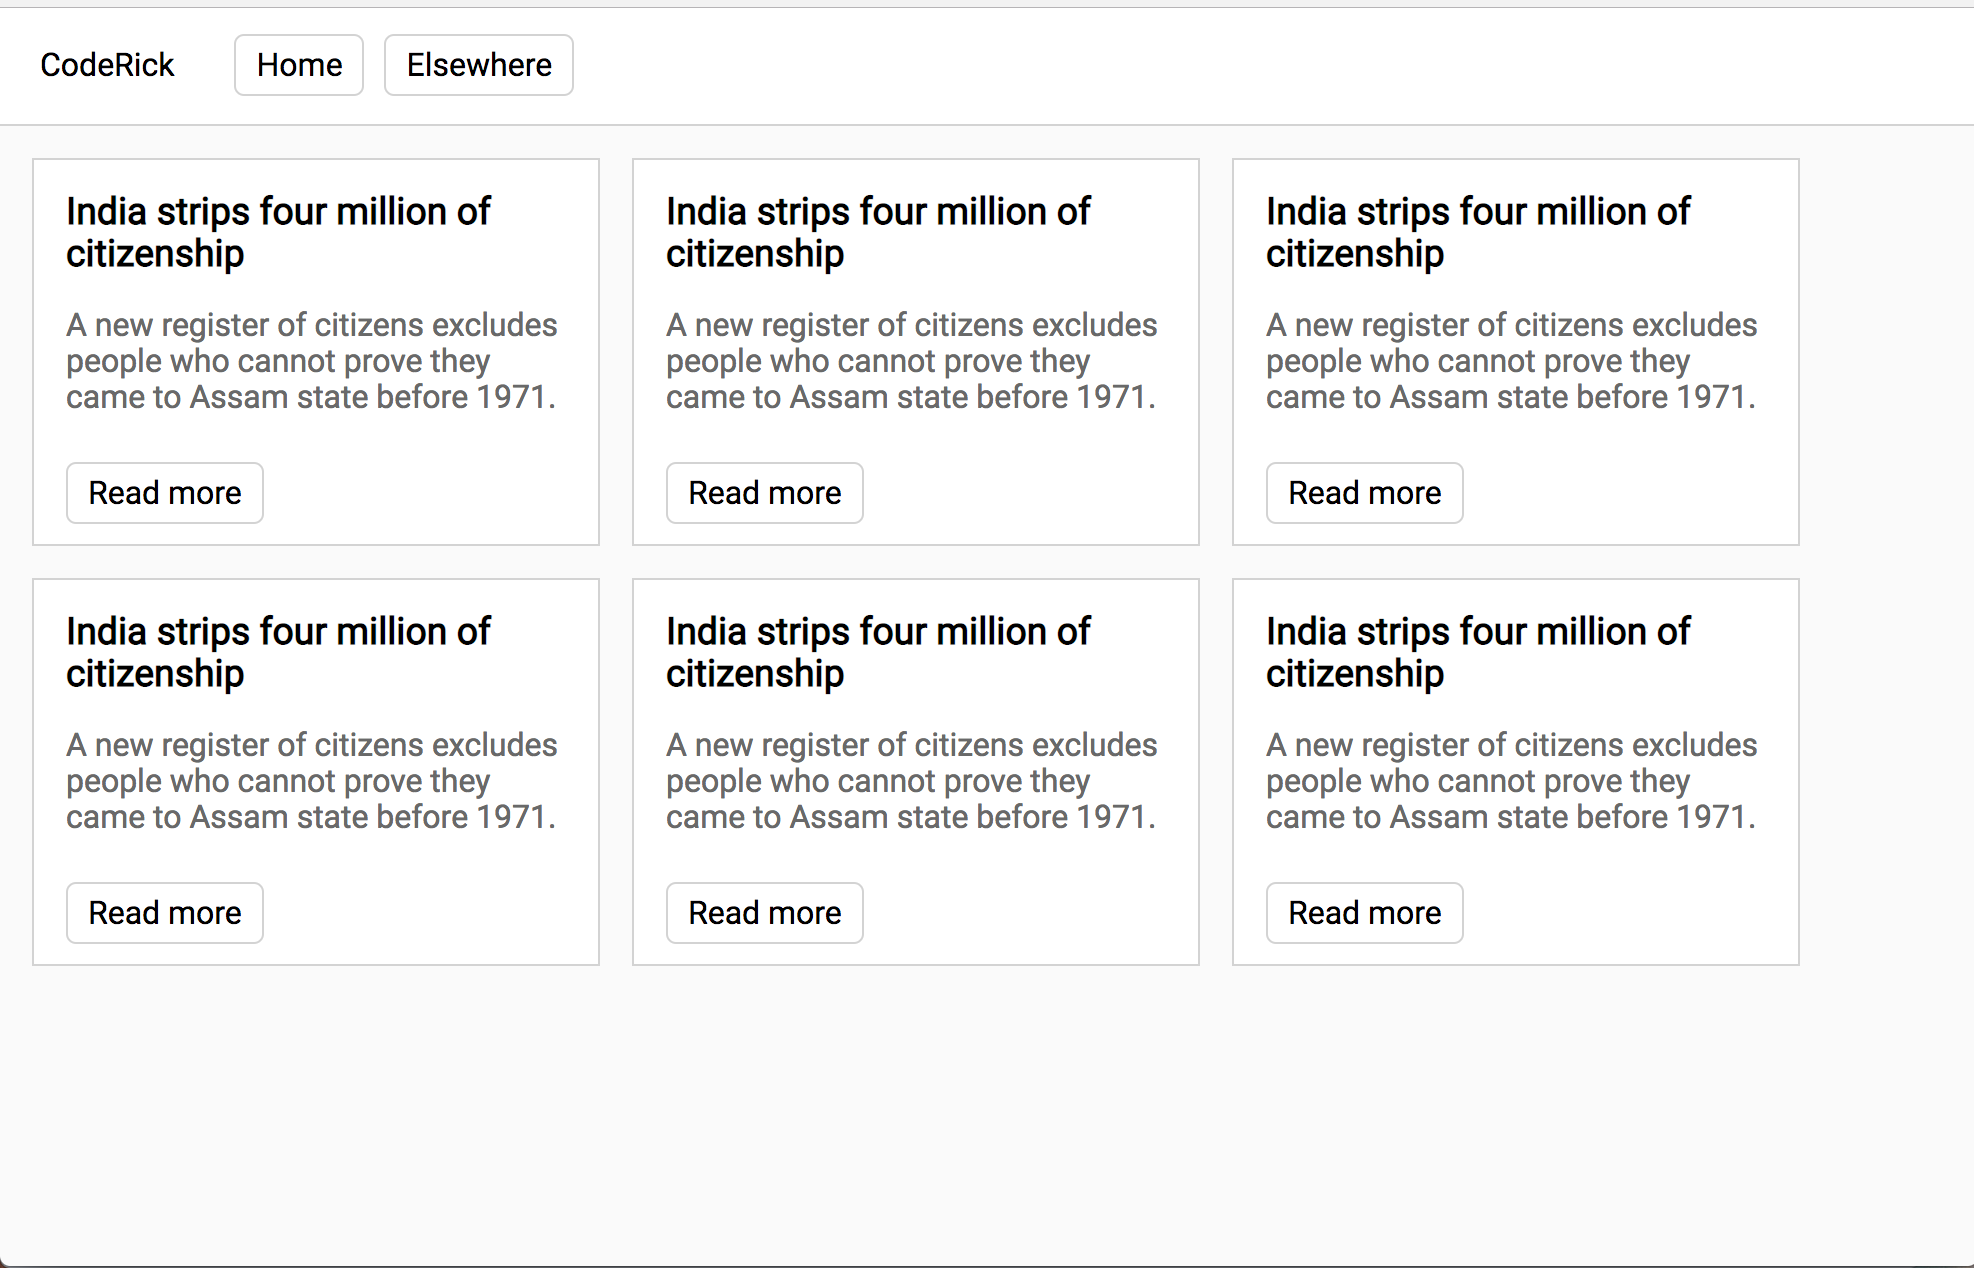 CodeRick Home Elsewhere
India strips four million of
citizenship
A new register of citizens excludes
people who cannot prove they
came to Assam state before 1971.
Read more
India strips four million of
citizenship
A new register of citizens excludes
people who cannot prove they
came to Assam state before 1971.
Read more
India strips four million of
citizenship
A new register of citizens excludes
people who cannot prove they
came to Assam state before 1971.
Read more
India strips four million of
citizenship
A new register of citizens excludes
people who cannot prove they
came to Assam state before 1971.
Read more
India strips four million of
citizenship
A new register of citizens excludes
people who cannot prove they
came to Assam state before 1971.
Read more
India strips four million of
citizenship
A new register of citizens excludes
people who cannot prove they
came to Assam state before 1971.
Read more